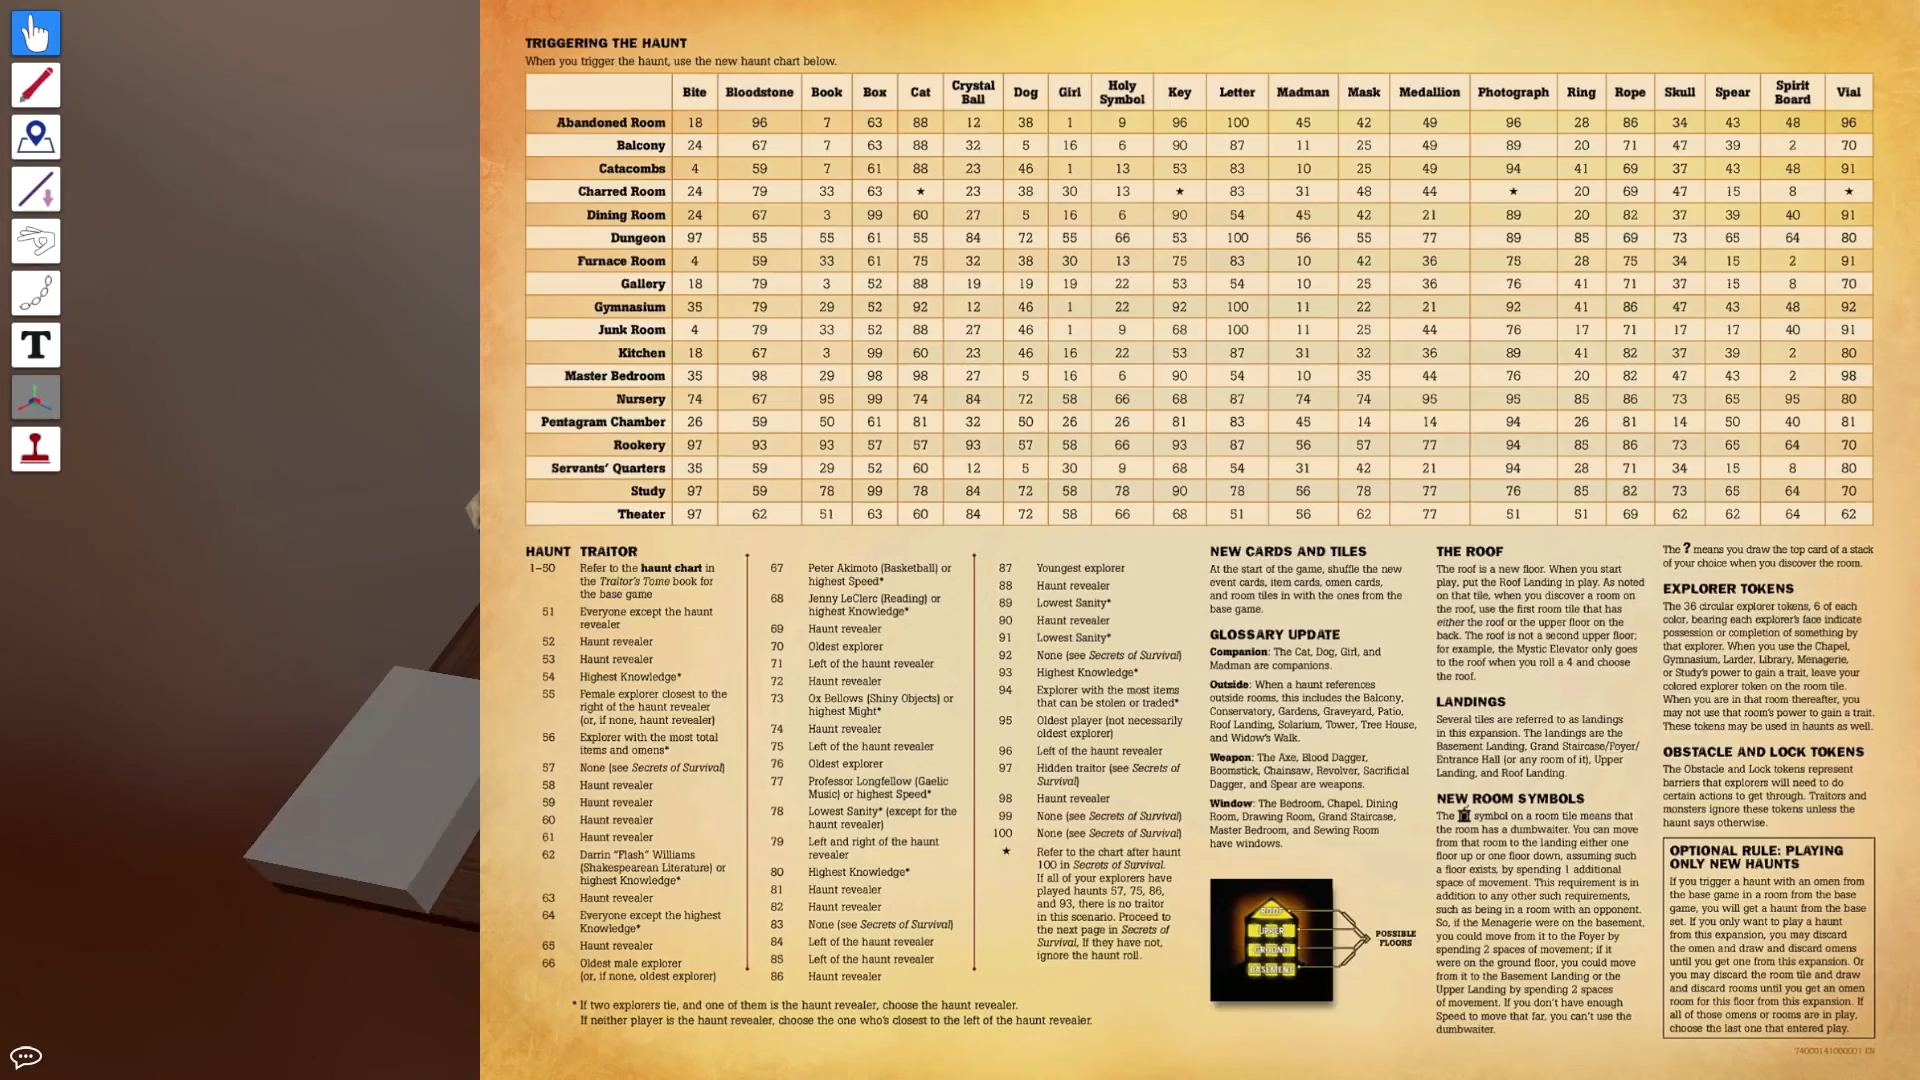 TRIGGERING THE HAUNT
When you trigger the haunt, use the new haunt chart below.
Bite Bloodstone Book Box Cat Crystal Ball Dog Girl Holy Symbol Key Letter Madman Mask Medallion Photograph Ring Rope Skull Spear Spirit Board Vial
Abandoned Room 18 96 7 63 88 12 38 1 9 96 100 45 42 49 96 28 86 34 43 48 96
Balcony 24 67 7 63 88 32 5 16 6 90 87 11 25 49 89 20 71 47 39 2 70
Catacombs 4 59 7 61 88 23 46 1 13 53 83 10 25 49 94 41 69 37 43 48 91
Charred Room 24 79 33 63 ★ 23 38 30 13 ★ 83 31 48 44 ★ 20 69 47 15 8 ★
Dining Room 24 67 3 99 60 27 5 16 6 90 54 45 42 21 89 20 82 37 39 40 91
Dungeon 97 55 55 61 55 84 72 55 66 53 100 56 55 77 89 85 69 73 65 64 80
Furnace Room 4 59 33 61 75 32 38 30 13 75 83 10 42 36 75 28 75 34 15 2 91
Gallery 18 79 3 52 88 19 19 19 22 53 54 10 25 36 76 41 71 37 15 8 70
Gymnasium 35 79 29 52 92 12 46 1 22 92 100 11 22 21 92 41 86 47 43 48 92
Junk Room 4 79 33 52 88 27 46 1 9 68 100 11 25 44 76 17 71 17 17 40 91
Kitchen 18 67 3 99 60 23 46 16 22 53 87 31 32 36 89 41 82 37 39 2 80
Master Bedroom 35 98 29 98 98 27 5 16 6 90 54 10 35 44 76 20 82 47 43 2 98
Nursery 74 67 95 99 74 84 72 58 66 68 87 74 74 95 95 85 86 73 65 95 80
Pentagram Chamber 26 59 50 61 81 32 50 26 26 81 83 45 14 14 94 26 81 14 50 40 81
Rookery 97 93 93 57 57 93 57 58 66 93 87 56 57 77 94 85 86 73 65 64 70
Servants' Quarters 35 59 29 52 60 12 5 30 9 68 54 31 42 21 94 28 71 34 15 8 80
Study 97 59 78 99 78 84 72 58 78 90 78 56 78 77 76 85 82 73 65 64 70
Theater 97 62 51 63 60 84 72 58 66 68 51 56 62 77 51 51 69 62 62 64 62
HAUNT TRAITOR
1–50 Refer to the haunt chart in
the Traitor's Tome book for
the base game
51 Everyone except the haunt
revealer
52 Haunt revealer
53 Haunt revealer
54 Highest Knowledge*
55 Female explorer closest to the
right of the haunt revealer
(or, if none, haunt revealer)
56 Explorer with the most total
items and omens*
57 None (see Secrets of Survival)
58 Haunt revealer
59 Haunt revealer
60 Haunt revealer
61 Haunt revealer
62 Darrin "Flash" Williams
(Shakespearean Literature) or
highest Knowledge*
63 Haunt revealer
64 Everyone except the highest
Knowledge*
65 Haunt revealer
66 Oldest male explorer
(or, if none, oldest explorer)
67 Peter Akimoto (Basketball) or
highest Speed*
68 Jenny LeClerc (Reading) or
highest Knowledge*
69 Haunt revealer
70 Oldest explorer
71 Left of the haunt revealer
72 Haunt revealer
73 Ox Bellows (Shiny Objects) or
highest Might*
74 Haunt revealer
75 Left of the haunt revealer
76 Oldest explorer
77 Professor Longfellow (Gaelic
Music) or highest Speed*
78 Lowest Sanity* (except for the
haunt revealer)
79 Left and right of the haunt
revealer
80 Highest Knowledge*
81 Haunt revealer
82 Haunt revealer
83 None (see Secrets of Survival)
84 Left of the haunt revealer
85 Left of the haunt revealer
86 Haunt revealer
87 Youngest explorer
88 Haunt revealer
89 Lowest Sanity*
90 Haunt revealer
91 Lowest Sanity*
92 None (see Secrets of Survival)
93 Highest Knowledge*
94 Explorer with the most items
that can be stolen or traded*
95 Oldest player (not necessarily
oldest explorer)
96 Left of the haunt revealer
97 Hidden traitor (see Secrets of
Survival)
98 Haunt revealer
99 None (see Secrets of Survival)
100 None (see Secrets of Survival)
★ Refer to the chart after haunt
100 in Secrets of Survival.
If all of your explorers have
played haunts 57, 75, 86,
and 93, there is no traitor
in this scenario. Proceed to
the next page in Secrets of
Survival, If they have not,
ignore the haunt roll.
* If two explorers tie, and one of them is the haunt revealer, choose the haunt revealer.
If neither player is the haunt revealer, choose the one who's closest to the left of the haunt revealer.
NEW CARDS AND TILES
At the start of the game, shuffle the new
event cards, item cards, omen cards,
and room tiles in with the ones from the
base game.
GLOSSARY UPDATE
Companion: The Cat, Dog, Girl, and
Madman are companions.
Outside: When a haunt references
outside rooms, this includes the Balcony,
Conservatory, Gardens, Graveyard, Patio,
Roof Landing, Solarium, Tower, Tree House,
and Widow's Walk.
Weapon: The Axe, Blood Dagger,
Boomstick, Chainsaw, Revolver, Sacrificial
Dagger, and Spear are weapons.
Window: The Bedroom, Chapel, Dining
Room, Drawing Room, Grand Staircase,
Master Bedroom, and Sewing Room
have windows.
ROOF
UPPER
GROUND
BASEMENT
POSSIBLE
FLOORS
THE ROOF
The roof is a new floor. When you start
play, put the Roof Landing in play. As noted
on that tile, when you discover a room on
the roof, use the first room tile that has
either the roof or the upper floor on the
back. The roof is not a second upper floor;
for example, the Mystic Elevator only goes
to the roof when you roll a 4 and choose
the roof.
LANDINGS
Several tiles are referred to as landings
in this expansion. The landings are the
Basement Landing, Grand Staircase/Foyer/
Entrance Hall (or any room of it), Upper
Landing, and Roof Landing.
NEW ROOM SYMBOLS
The symbol on a room tile means that
the room has a dumbwaiter. You can move
from that room to the landing either one
floor up or one floor down, assuming such
a floor exists, by spending 1 additional
space of movement. This requirement is in
addition to any other such requirements,
such as being in a room with an opponent.
So, if the Menagerie were on the basement,
you could move from it to the Foyer by
spending 2 spaces of movement; if it
were on the ground floor, you could move
from it to the Basement Landing or the
Upper Landing by spending 2 spaces
of movement. If you don't have enough
Speed to move that far, you can't use the
dumbwaiter.
The ? means you draw the top card of a stack
of your choice when you discover the room.
EXPLORER TOKENS
The 36 circular explorer tokens, 6 of each
color, bearing each explorer's face indicate
possession or completion of something by
that explorer. When you use the Chapel,
Gymnasium, Larder, Library, Menagerie,
or Study's power to gain a trait, leave your
colored explorer token on the room tile.
When you are in that room thereafter, you
may not use that room's power to gain a trait.
These tokens may be used in haunts as well.
OBSTACLE AND LOCK TOKENS
The Obstacle and Lock tokens represent
barriers that explorers will need to do
certain actions to get through. Traitors and
monsters ignore these tokens unless the
haunt says otherwise.
OPTIONAL RULE: PLAYING
ONLY NEW HAUNTS
If you trigger a haunt with an omen from
the base game in a room from the base
game, you will get a haunt from the base
set. If you only want to play a haunt
from this expansion, you may discard
the omen and draw and discard omens
until you get one from this expansion. Or
you may discard the room tile and draw
and discard rooms until you get an omen
room for this floor from this expansion. If
all of those omens or rooms are in play,
choose the last one that entered play.
74000141000001 EN
T